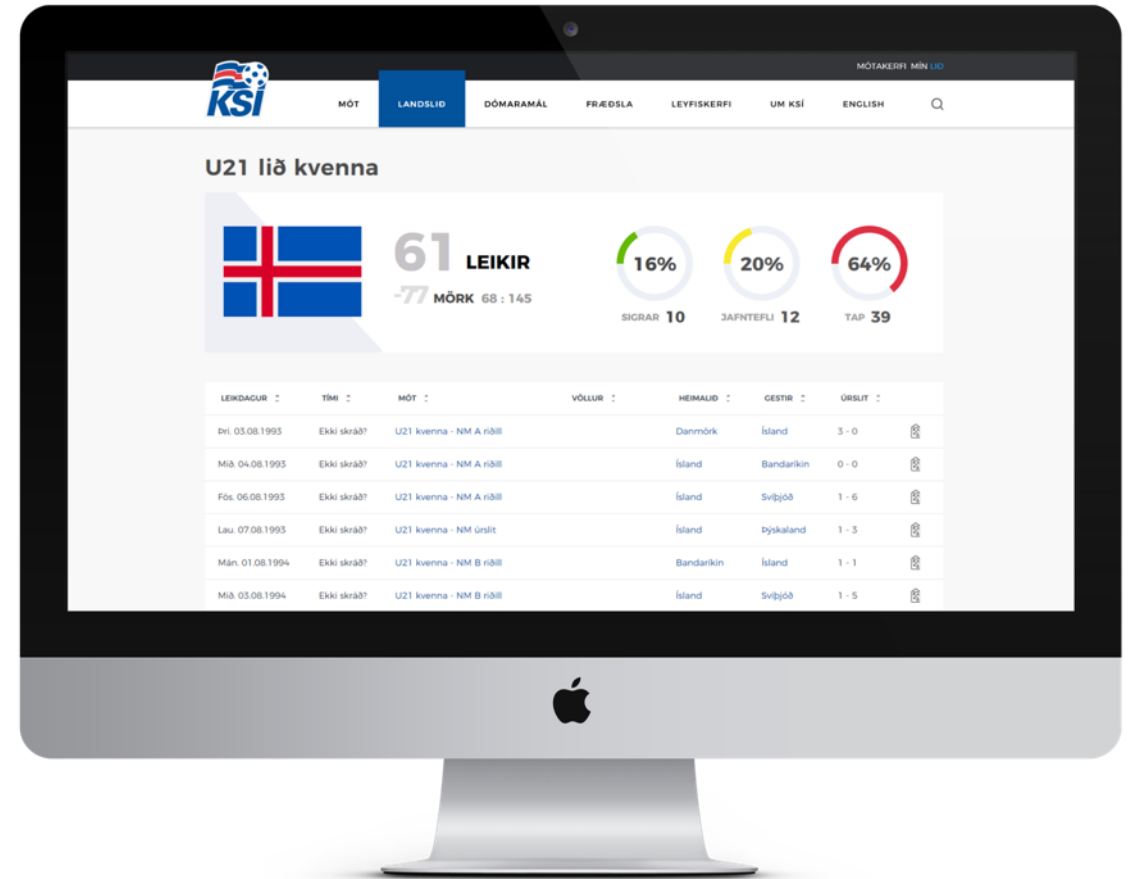 MÓTAKERFI MÍN LIÐ
KSÍ MÓT LANDSLIÐ DÓMARAMÁL FRÆÐSLA LEYFISKERFI UM KSÍ ENGLISH
U21 lið kvenna
61 LEIKIR
-77 MÖRK 68 : 145
16% 20% 64%
SIGRAR 10 JAFNTEFLI 12 TAP 39
LEIKDAGUR TÍMI MÓT VÖLLUR HEIMALIÐ GESTIR ÚRSLIT
Þri. 03.08.1993 Ekki skráð? U21 kvenna - NM A riðill Danmörk Ísland 3 - 0
Mið. 04.08.1993 Ekki skráð? U21 kvenna - NM A riðill Ísland Bandaríkin 0 - 0
Fös. 06.08.1993 Ekki skráð? U21 kvenna - NM A riðill Ísland Svíþjóð 1 - 6
Lau. 07.08.1993 Ekki skráð? U21 kvenna - NM úrslit Ísland Þýskaland 1 - 3
Mán. 01.08.1994 Ekki skráð? U21 kvenna - NM B riðill Bandaríkin Ísland 1 - 1
Mið. 03.08.1994 Ekki skráð? U21 kvenna - NM B riðill Ísland Svíþjóð 1 - 5